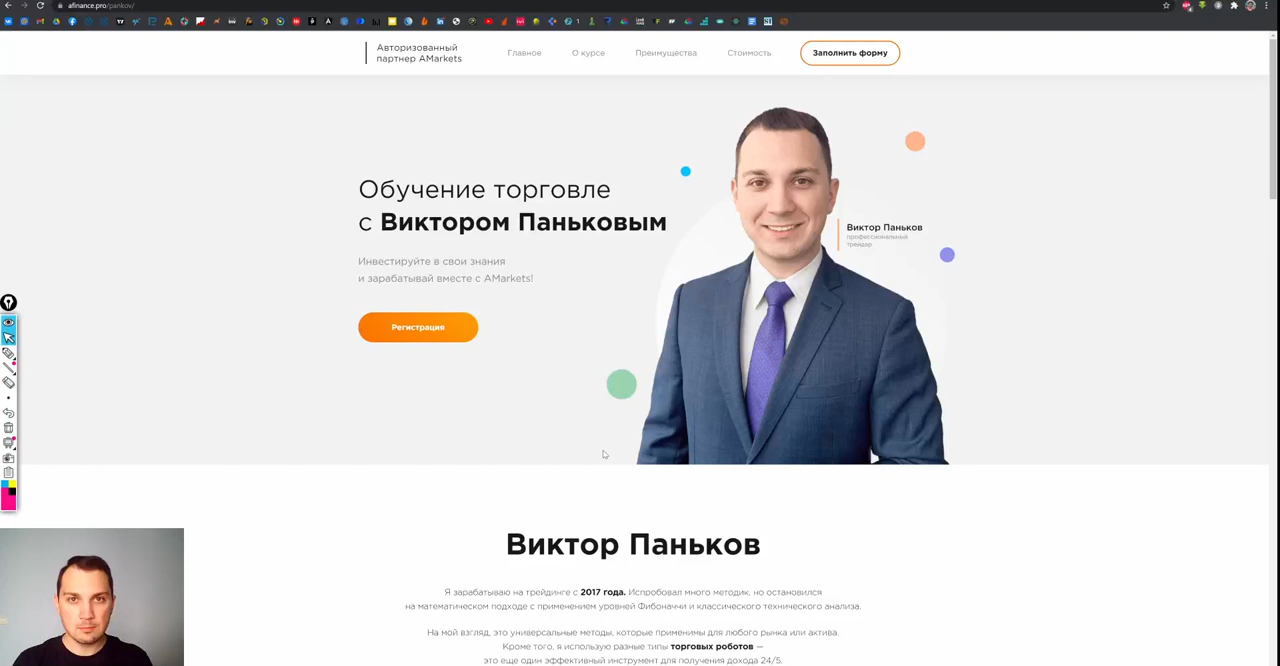 afinance.pro/pankov/
Авторизованный
партнер AMarkets
Главное
О курсе
Преимущества
Стоимость
Заполнить форму
Обучение торговле
с Виктором Паньковым
Инвестируйте в свои знания
и зарабатывай вместе с AMarkets!
Регистрация
Виктор Паньков
профессиональный
трейдер
Виктор Паньков
Я зарабатываю на трейдинге с 2017 года. Испробовал много методик, но остановился
на математическом подходе с применением уровней Фибоначчи и классического технического анализа.
На мой взгляд, это универсальные методы, которые применимы для любого рынка или актива.
Кроме того, я использую разные типы торговых роботов —
это еще один эффективный инструмент для получения дохода 24/5.